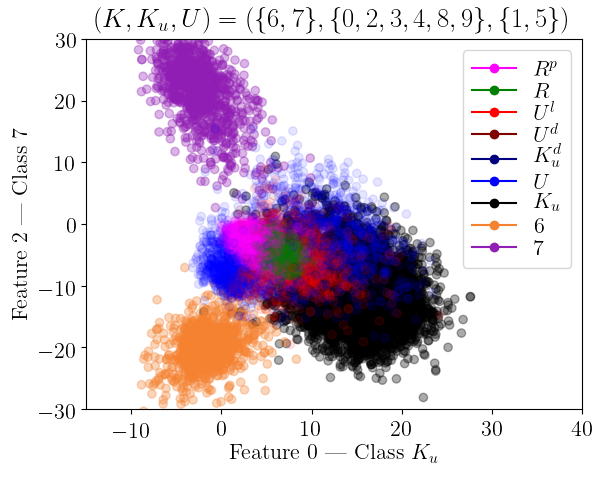 (K, K_u, U) = ({6, 7}, {0, 2, 3, 4, 8, 9}, {1, 5})
30
20
10
0
−10
−20
−30
Feature 2 — Class 7
R^p
R
U^l
U^d
K_u^d
U
K_u
6
7
−10
0
10
20
30
40
Feature 0 — Class K_u